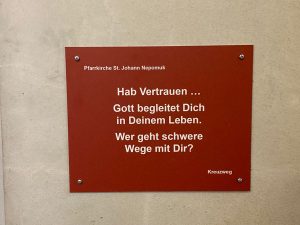 Pfarrkirche St. Johann Nepomuk
Hab Vertrauen ...
Gott begleitet Dich
in Deinem Leben.
Wer geht schwere
Wege mit Dir?
Kreuzweg